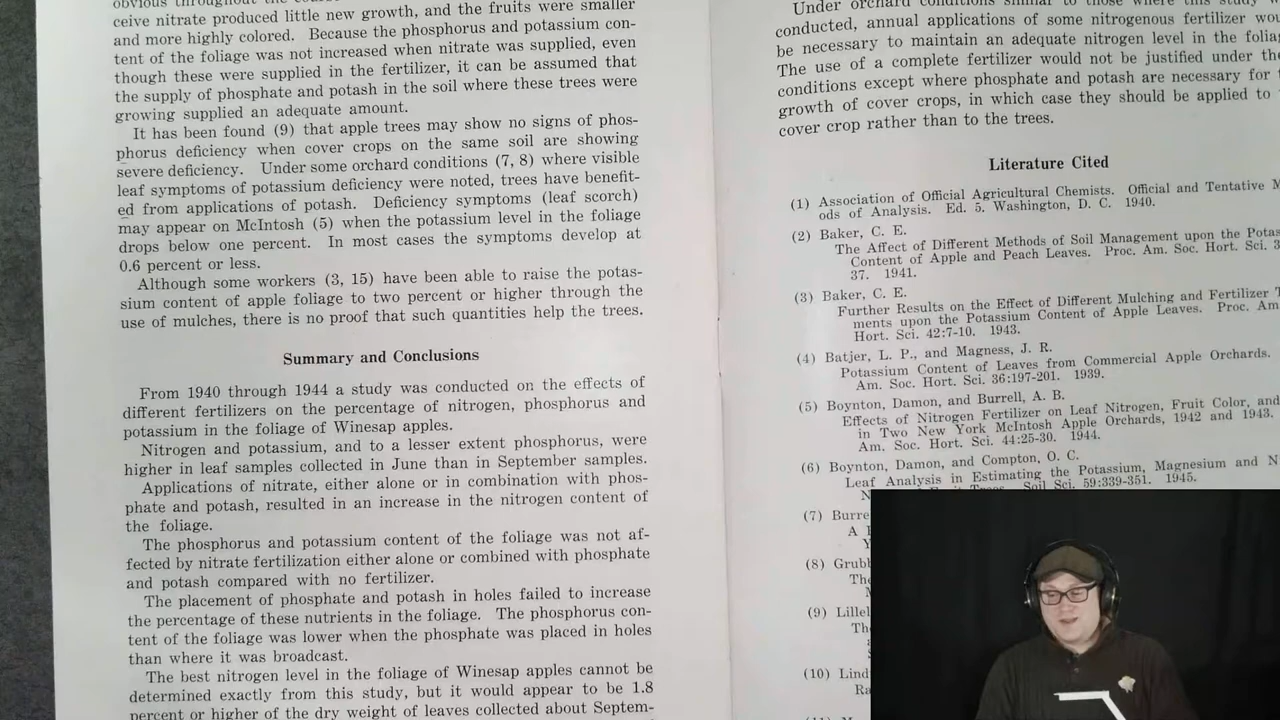 obvious throughout the
ceive nitrate produced little new growth, and the fruits were smaller
and more highly colored. Because the phosphorus and potassium con-
tent of the foliage was not increased when nitrate was supplied, even
though these were supplied in the fertilizer, it can be assumed that
the supply of phosphate and potash in the soil where these trees were
growing supplied an adequate amount.
It has been found (9) that apple trees may show no signs of phos-
phorus deficiency when cover crops on the same soil are showing
severe deficiency. Under some orchard conditions (7, 8) where visible
leaf symptoms of potassium deficiency were noted, trees have benefit-
ed from applications of potash. Deficiency symptoms (leaf scorch)
may appear on McIntosh (5) when the potassium level in the foliage
drops below one percent. In most cases the symptoms develop at
0.6 percent or less.
Although some workers (3, 15) have been able to raise the potas-
sium content of apple foliage to two percent or higher through the
use of mulches, there is no proof that such quantities help the trees.
Summary and Conclusions
From 1940 through 1944 a study was conducted on the effects of
different fertilizers on the percentage of nitrogen, phosphorus and
potassium in the foliage of Winesap apples.
Nitrogen and potassium, and to a lesser extent phosphorus, were
higher in leaf samples collected in June than in September samples.
Applications of nitrate, either alone or in combination with phos-
phate and potash, resulted in an increase in the nitrogen content of
the foliage.
The phosphorus and potassium content of the foliage was not af-
fected by nitrate fertilization either alone or combined with phosphate
and potash compared with no fertilizer.
The placement of phosphate and potash in holes failed to increase
the percentage of these nutrients in the foliage. The phosphorus con-
tent of the foliage was lower when the phosphate was placed in holes
than where it was broadcast.
The best nitrogen level in the foliage of Winesap apples cannot be
determined exactly from this study, but it would appear to be 1.8
percent or higher of the dry weight of leaves collected about Septem-
Under orchard conditions similar to those where this study
conducted, annual applications of some nitrogenous fertilizer wou
be necessary to maintain an adequate nitrogen level in the folia
The use of a complete fertilizer would not be justified under the
conditions except where phosphate and potash are necessary for
growth of cover crops, in which case they should be applied to
cover crop rather than to the trees.
Literature Cited
(1) Association of Official Agricultural Chemists. Official and Tentative M
ods of Analysis. Ed. 5. Washington, D. C. 1940.
(2) Baker, C. E.
The Affect of Different Methods of Soil Management upon the Potas
Content of Apple and Peach Leaves. Proc. Am. Soc. Hort. Sci. 3
37. 1941.
(3) Baker, C. E.
Further Results on the Effect of Different Mulching and Fertilizer T
ments upon the Potassium Content of Apple Leaves. Proc. Am
Hort. Sci. 42:7-10. 1943.
(4) Batjer, L. P., and Magness, J. R.
Potassium Content of Leaves from Commercial Apple Orchards.
Am. Soc. Hort. Sci. 36:197-201. 1939.
(5) Boynton, Damon, and Burrell, A. B.
Effects of Nitrogen Fertilizer on Leaf Nitrogen, Fruit Color, and
in Two New York McIntosh Apple Orchards, 1942 and 1943.
Am. Soc. Hort. Sci. 44:25-30. 1944.
(6) Boynton, Damon, and Compton, O. C.
Leaf Analysis in Estimating the Potassium, Magnesium and N
Soil Sci. 59:339-351. 1945.
(7) Burre
A
Y
(8) Grubb
The
(9) Lillel
Th
(10) Lind
Ra